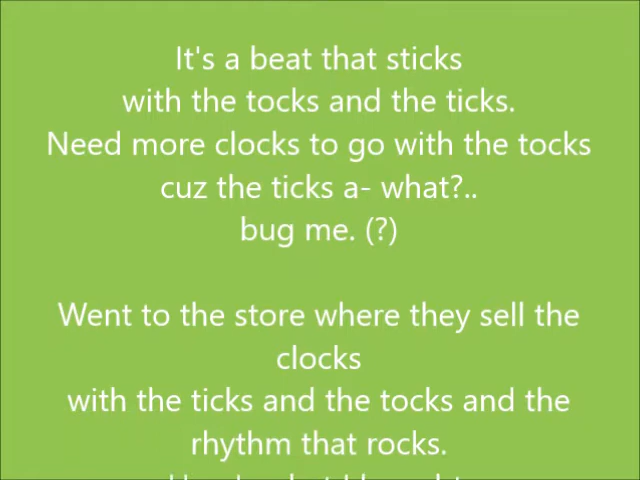 It's a beat that sticks
with the tocks and the ticks.
Need more clocks to go with the tocks
cuz the ticks a- what?..
bug me. (?)
Went to the store where they sell the
clocks
with the ticks and the tocks and the
rhythm that rocks.